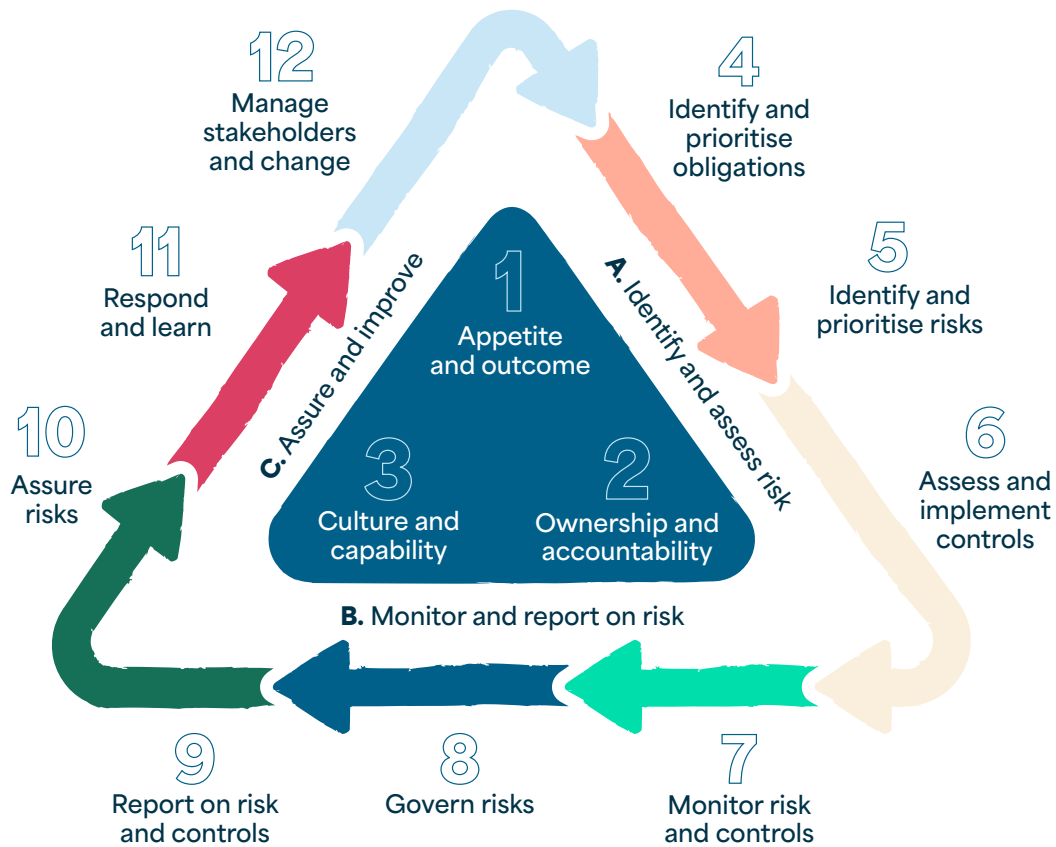 1
Appetite
and outcome
2
Ownership and
accountability
3
Culture and
capability
A. Identify and assess risk
4
Identify and
prioritise
obligations
5
Identify and
prioritise risks
6
Assess and
implement
controls
B. Monitor and report on risk
7
Monitor risk
and controls
8
Govern risks
9
Report on risk
and controls
C. Assure and improve
10
Assure
risks
11
Respond
and learn
12
Manage
stakeholders
and change